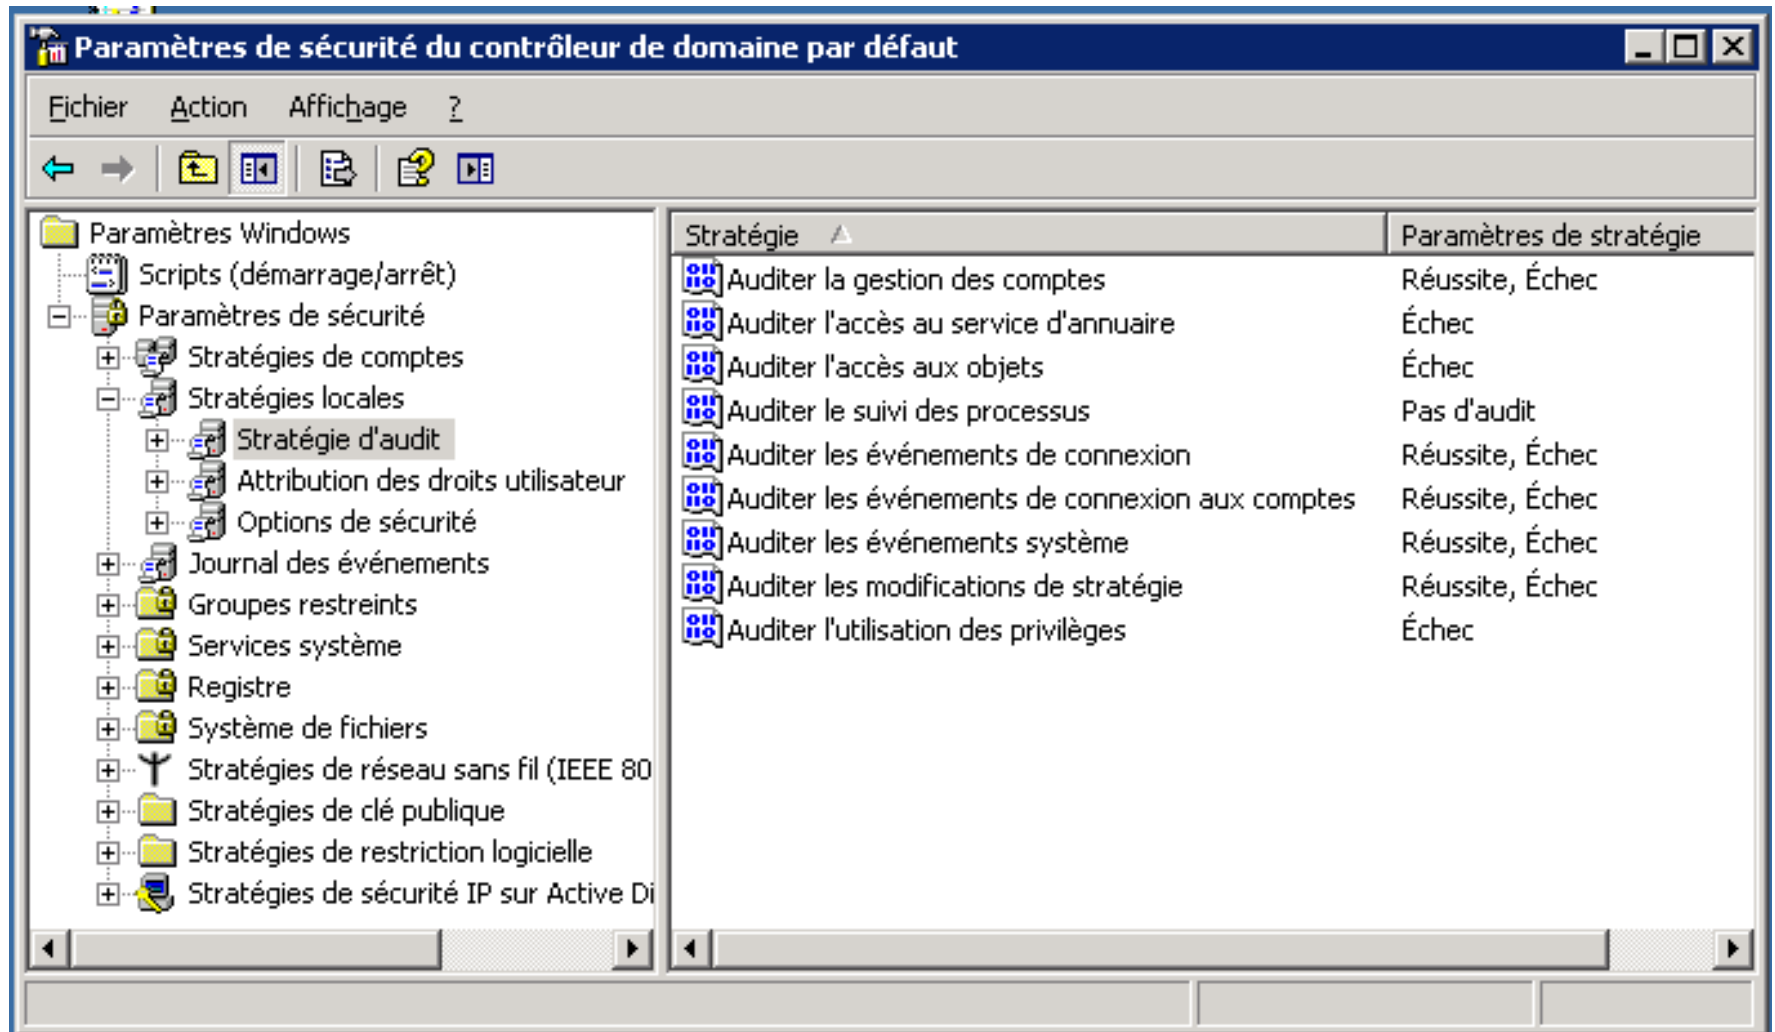 Paramètres de sécurité du contrôleur de domaine par défaut
Fichier Action Affichage ?
Paramètres Windows
Scripts (démarrage/arrêt)
Paramètres de sécurité
Stratégies de comptes
Stratégies locales
Stratégie d'audit
Attribution des droits utilisateur
Options de sécurité
Journal des événements
Groupes restreints
Services système
Registre
Système de fichiers
Stratégies de réseau sans fil (IEEE 80
Stratégies de clé publique
Stratégies de restriction logicielle
Stratégies de sécurité IP sur Active Di
Stratégie Paramètres de stratégie
Auditer la gestion des comptes Réussite, Échec
Auditer l'accès au service d'annuaire Échec
Auditer l'accès aux objets Échec
Auditer le suivi des processus Pas d'audit
Auditer les événements de connexion Réussite, Échec
Auditer les événements de connexion aux comptes Réussite, Échec
Auditer les événements système Réussite, Échec
Auditer les modifications de stratégie Réussite, Échec
Auditer l'utilisation des privilèges Échec